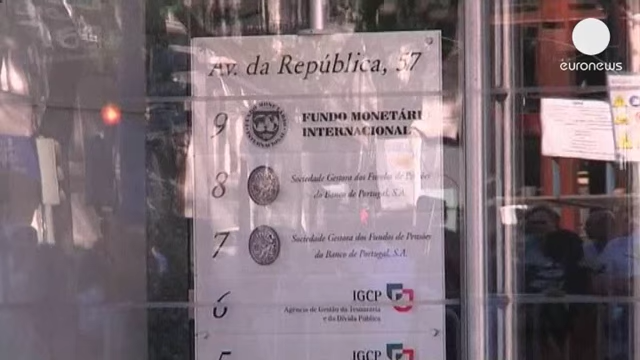 euronews
Av. da República, 57
9 FUNDO MONETÁRI
INTERNACIONAL
8 Sociedade Gestora dos Fundos de Pensões
do Banco de Portugal, S.A.
7 Sociedade Gestora dos Fundos de Pensões
do Banco de Portugal, S.A.
6 IGCP
Agência de Gestão da Tesouraria
e da Dívida Pública
5 IGCP